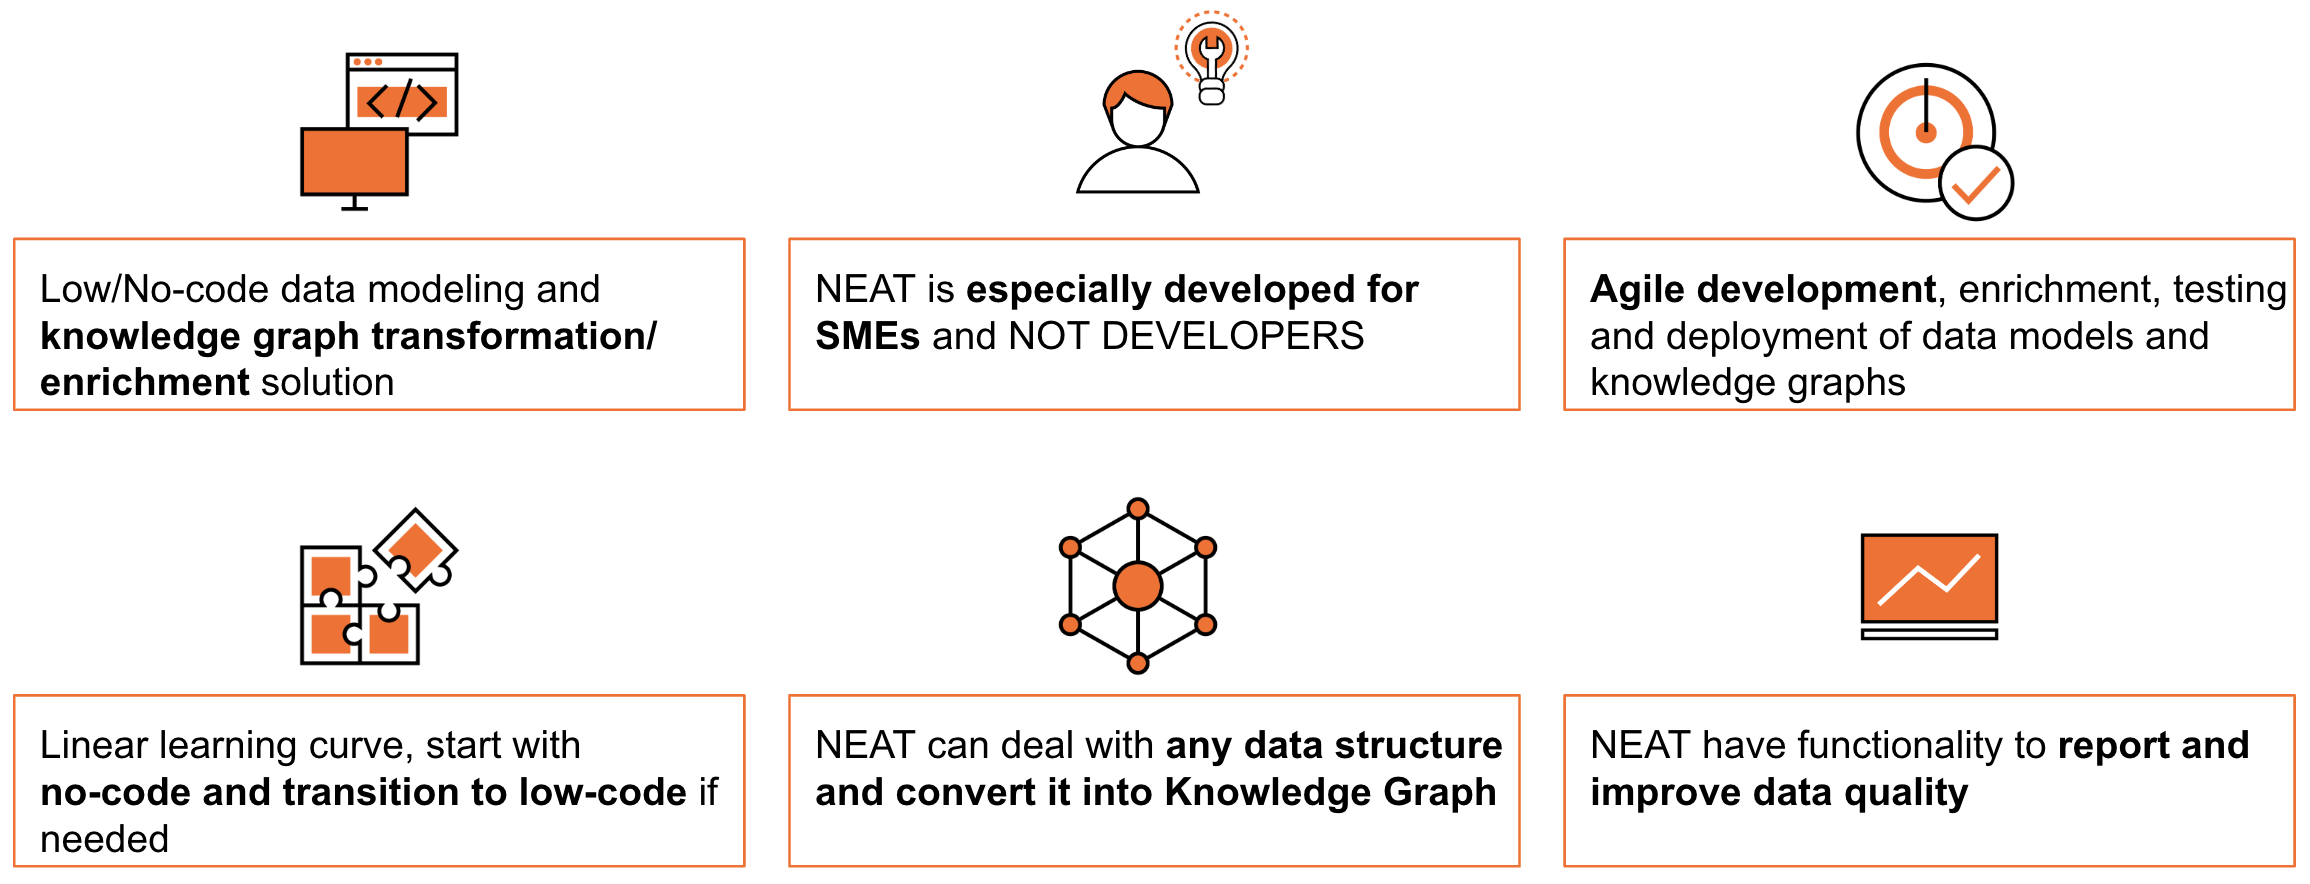 Low/No-code data modeling and
knowledge graph transformation/
enrichment solution
NEAT is especially developed for
SMEs and NOT DEVELOPERS
Agile development, enrichment, testing
and deployment of data models and
knowledge graphs
Linear learning curve, start with
no-code and transition to low-code if
needed
NEAT can deal with any data structure
and convert it into Knowledge Graph
NEAT have functionality to report and
improve data quality